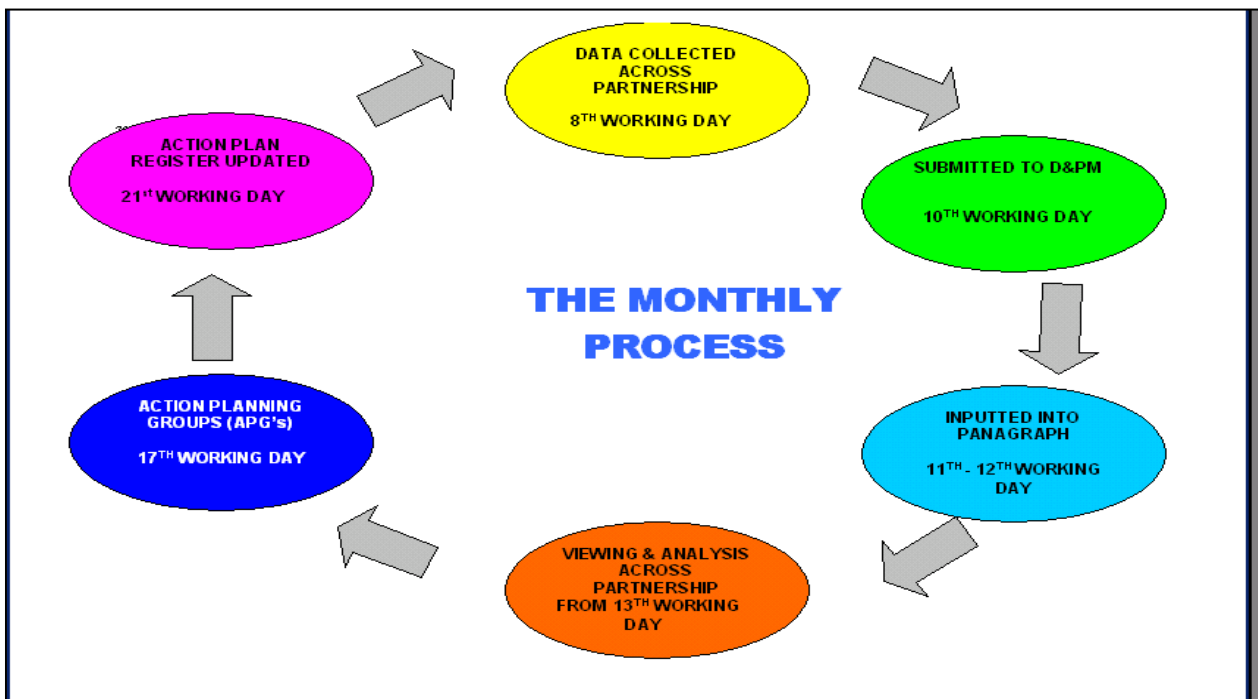 DATA COLLECTED
ACROSS
PARTNERSHIP
8TH WORKING DAY
SUBMITTED TO D&PM
10TH WORKING DAY
INPUTTED INTO
PANAGRAPH
11TH - 12TH WORKING
DAY
VIEWING & ANALYSIS
ACROSS
PARTNERSHIP
FROM 13TH WORKING
DAY
ACTION PLANNING
GROUPS (APG's)
17TH WORKING DAY
ACTION PLAN
REGISTER UPDATED
21rt WORKING DAY
THE MONTHLY
PROCESS